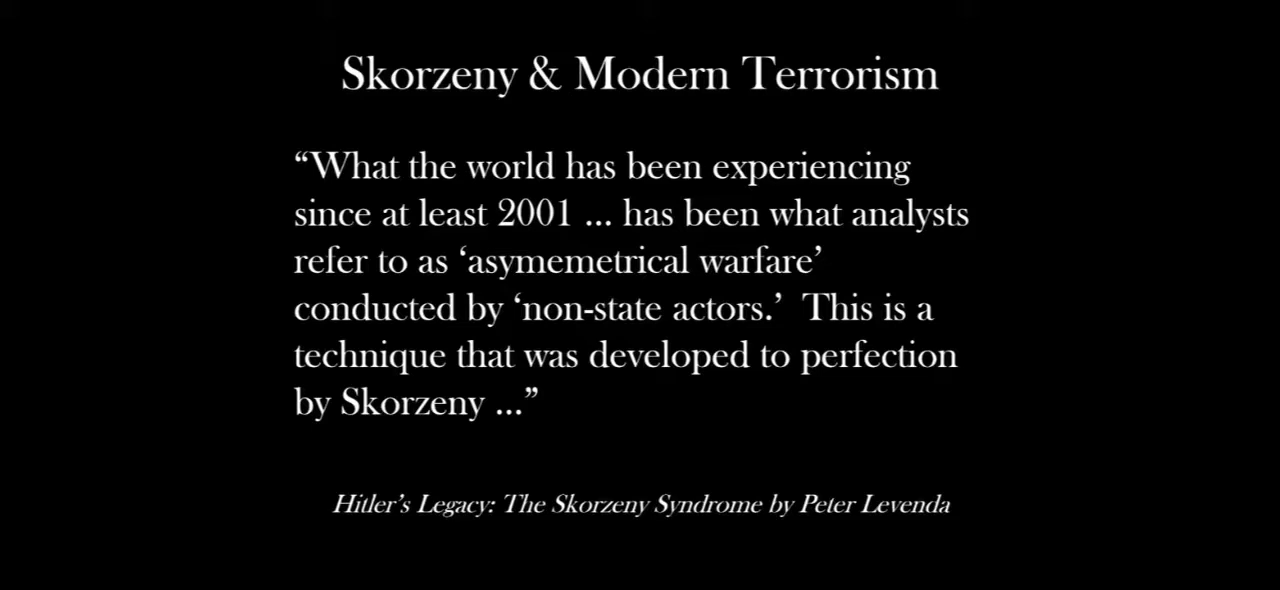 Skorzeny & Modern Terrorism
“What the world has been experiencing
since at least 2001 ... has been what analysts
refer to as ‘asymemetrical warfare’
conducted by ‘non-state actors.’  This is a
technique that was developed to perfection
by Skorzeny ...”
Hitler’s Legacy: The Skorzeny Syndrome by Peter Levenda